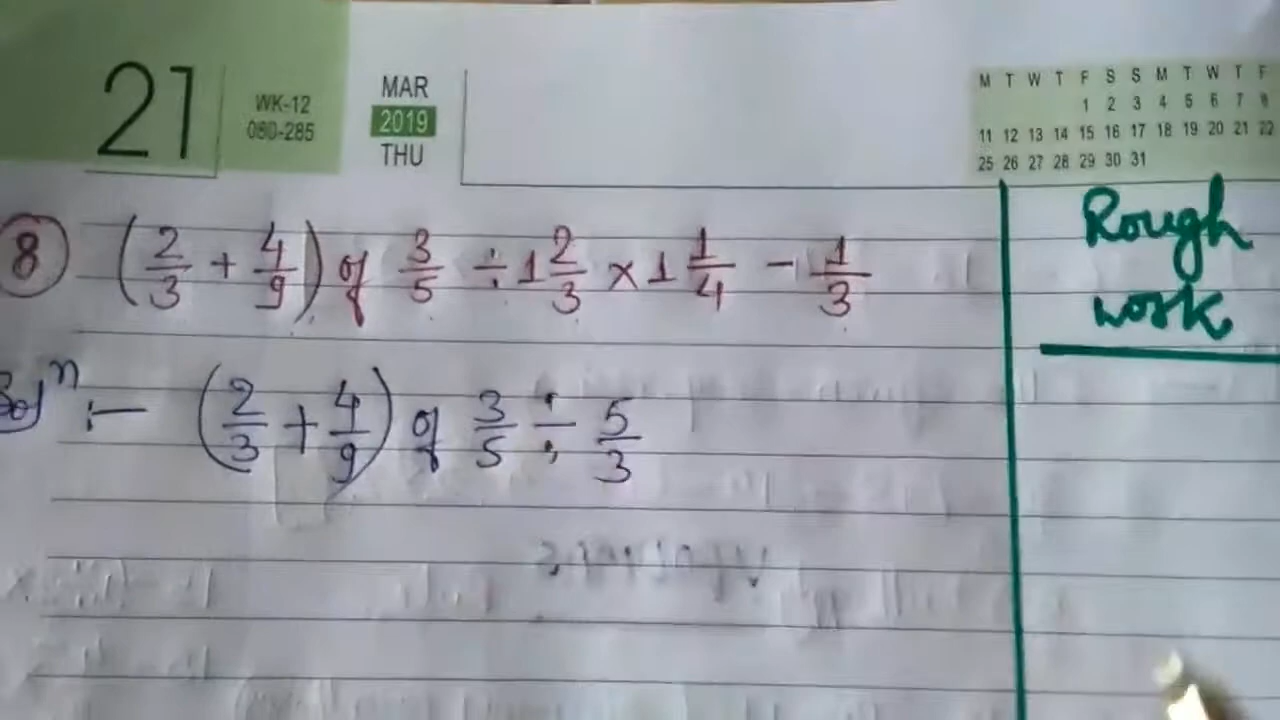 21
WK-12
080-285
MAR
2019
THU
M T W T F S S M T W T F
1 2 3 4 5 6 7 8
11 12 13 14 15 16 17 18 19 20 21 22
25 26 27 28 29 30 31
Rough
work
8 (2/3 + 4/9) of 3/5 ÷ 1 2/3 × 1 1/4 - 1/3
Solⁿ :- (2/3 + 4/9) of 3/5 ÷ 5/3